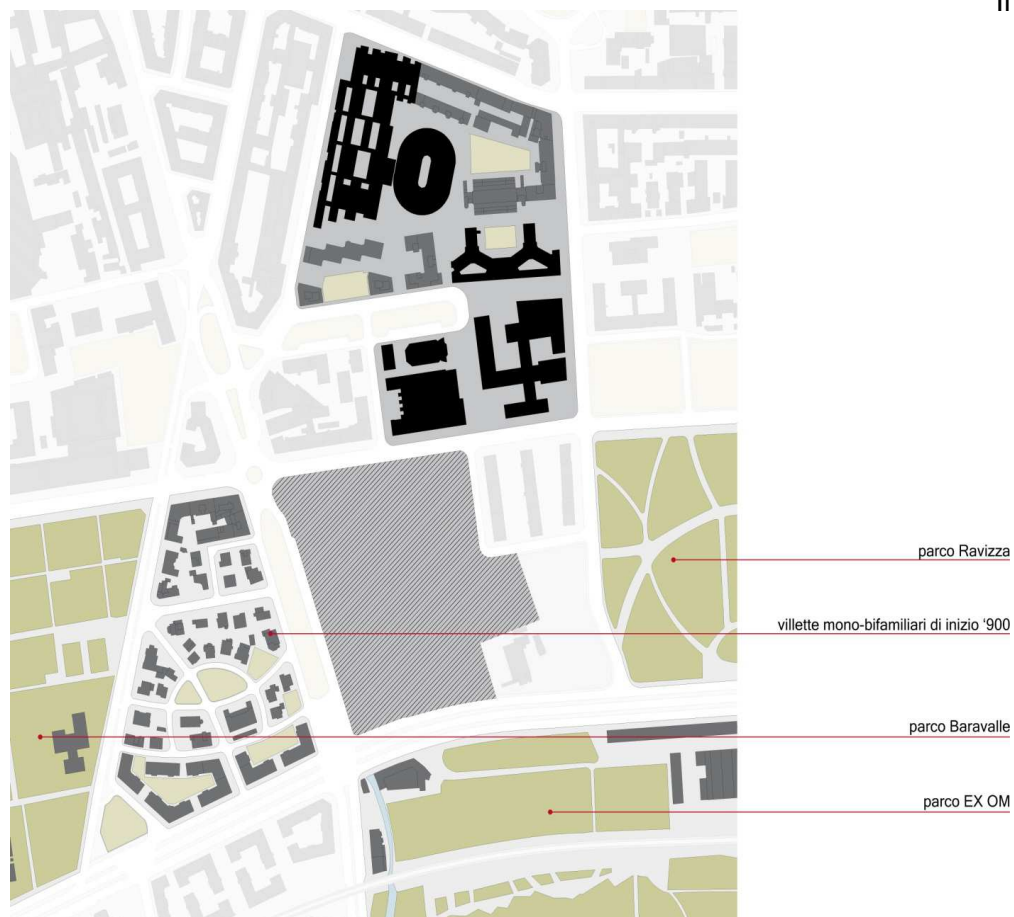 parco Ravizza
villette mono-bifamiliari di inizio ‘900
parco Baravalle
parco EX OM